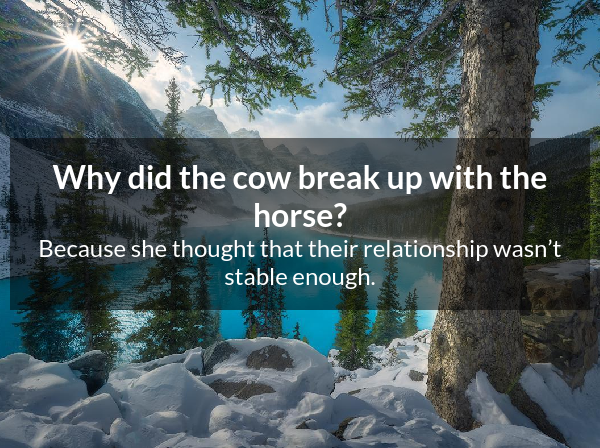 Why did the cow break up with the
horse?
Because she thought that their relationship wasn’t
stable enough.